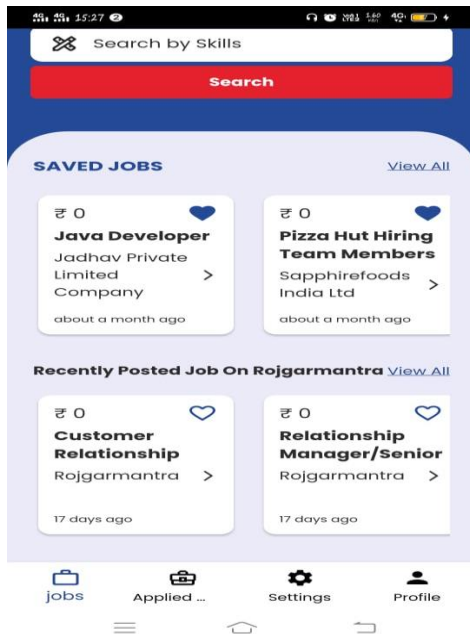 15:27 2
4G
Search by Skills
Search
SAVED JOBS View All
₹ 0
Java Developer
Jadhav Private
Limited
Company
about a month ago
₹ 0
Pizza Hut Hiring
Team Members
Sapphirefoods
India Ltd
about a month ago
Recently Posted Job On Rojgarmantra View All
₹ 0
Customer
Relationship
Rojgarmantra
17 days ago
₹ 0
Relationship
Manager/Senior
Rojgarmantra
17 days ago
jobs
Applied ...
Settings
Profile